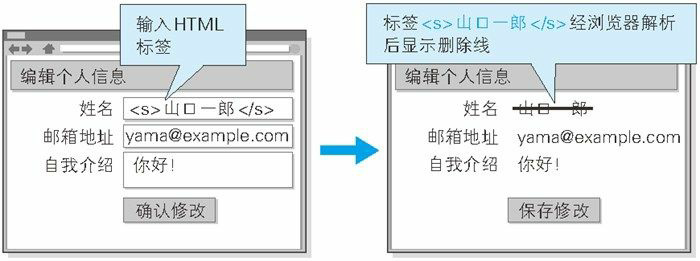 输入HTML
标签
编辑个人信息
姓名 <s>山口一郎</s>
邮箱地址 yama@example.com
自我介绍 你好!
确认修改
标签<s>山口一郎</s>经浏览器解析
后显示删除线
编辑个人信息
姓名 山口一郎
邮箱地址 yama@example.com
自我介绍 你好!
保存修改